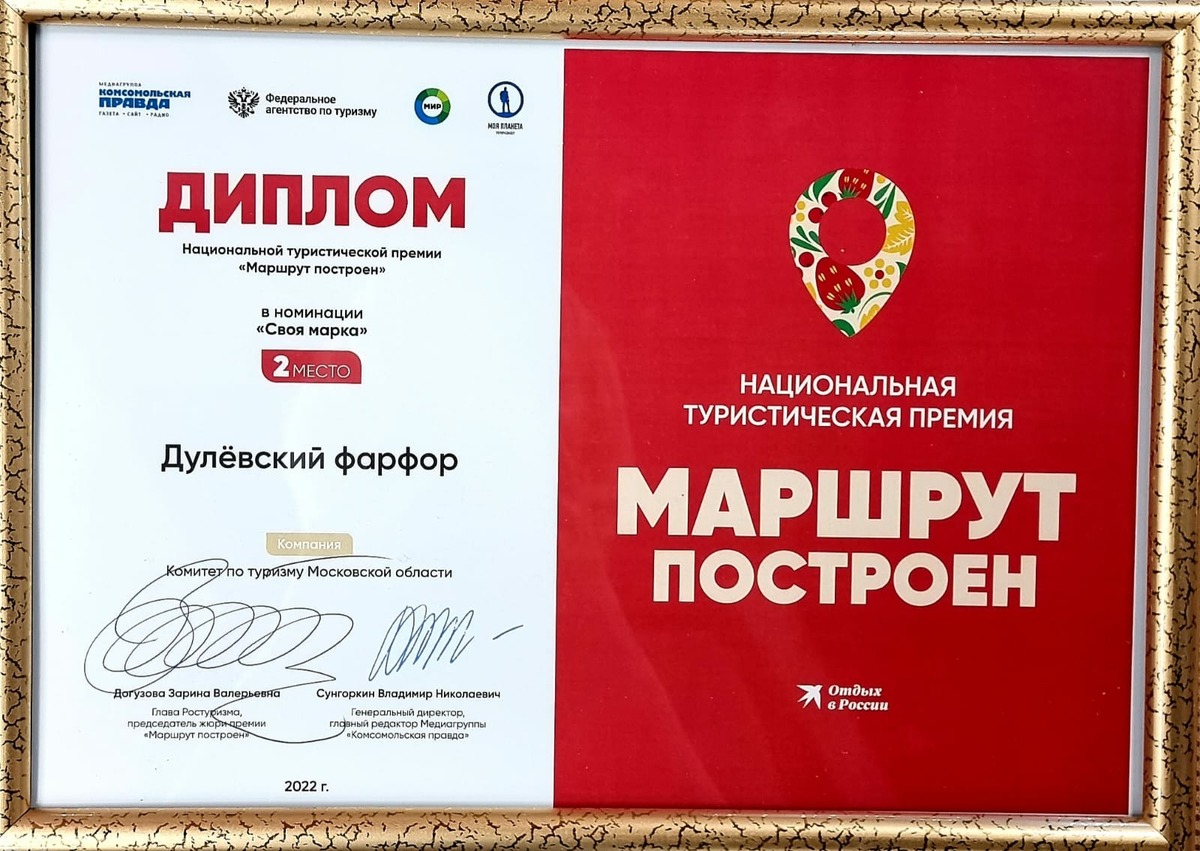 МЕДИАГРУППА
КОМСОМОЛЬСКАЯ
ПРАВДА
ГАЗЕТА • САЙТ • РАДИО
Федеральное
агентство по туризму
МИР
МОЯ ПЛАНЕТА
ДИПЛОМ
Национальной туристической премии
«Маршрут построен»
в номинации
«Своя марка»
2 МЕСТО
Дулёвский фарфор
Компания
Комитет по туризму Московской области
Догузова Зарина Валерьевна
Глава Ростуризма,
председатель жюри премии
«Маршрут построен»
Сунгоркин Владимир Николаевич
Генеральный директор,
главный редактор Медиагруппы
«Комсомольская правда»
2022 г.
НАЦИОНАЛЬНАЯ
ТУРИСТИЧЕСКАЯ ПРЕМИЯ
МАРШРУТ
ПОСТРОЕН
Отдых
в России